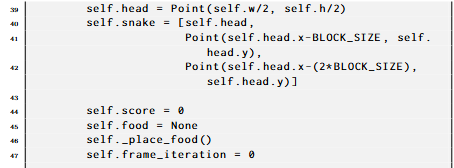 39 self.head = Point(self.w/2, self.h/2)
40 self.snake = [self.head,
41 Point(self.head.x-BLOCK_SIZE, self.
head.y),
42 Point(self.head.x-(2*BLOCK_SIZE),
self.head.y)]
43
44 self.score = 0
45 self.food = None
46 self._place_food()
47 self.frame_iteration = 0